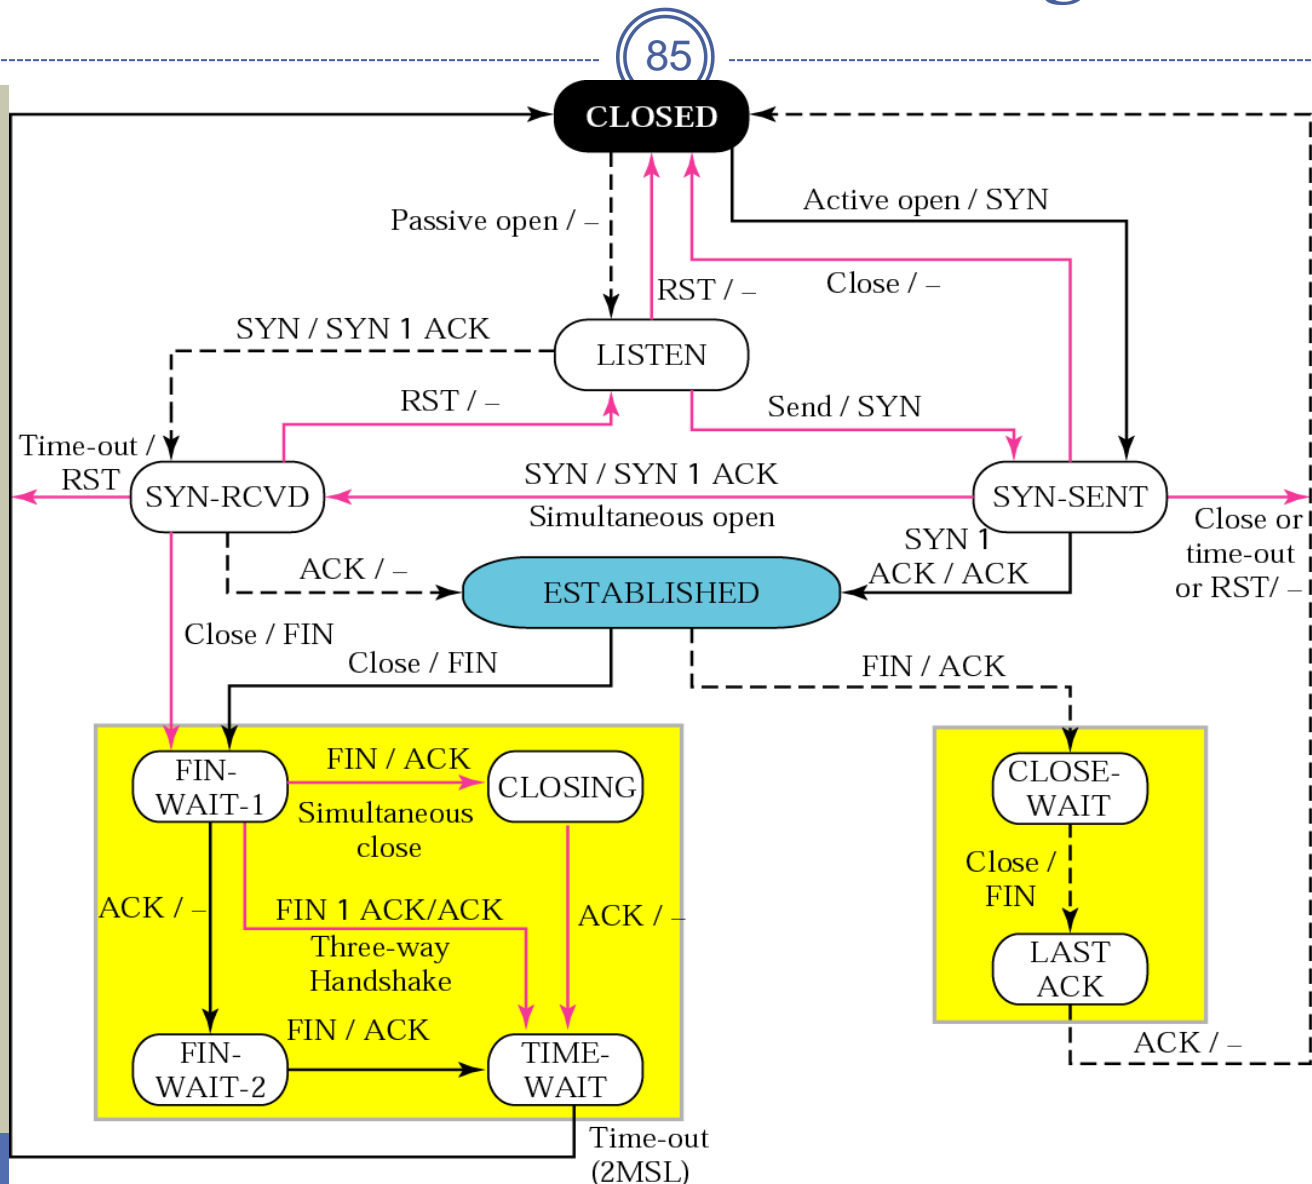 85
CLOSED
Active open / SYN
Passive open / –
Close / –
RST / –
SYN / SYN 1 ACK
LISTEN
RST / –
Send / SYN
Time-out /
RST
SYN / SYN 1 ACK
SYN-RCVD
SYN-SENT
Simultaneous open
Close or
time-out
or RST/ –
SYN 1
ACK / ACK
ACK / –
ESTABLISHED
Close / FIN
Close / FIN
FIN / ACK
FIN-
WAIT-1
FIN / ACK
Simultaneous
close
CLOSING
CLOSE-
WAIT
Close /
FIN
ACK / –
FIN 1 ACK/ACK
Three-way
Handshake
ACK / –
LAST
ACK
FIN / ACK
FIN-
WAIT-2
TIME-
WAIT
ACK / –
Time-out
(2MSL)